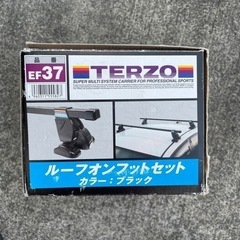 品番
EF37
TERZO
SUPER MULTI SYSTEM CARRIER FOR PROFESSIONAL SPORTS
ルーフオンフットセット
カラー：ブラック